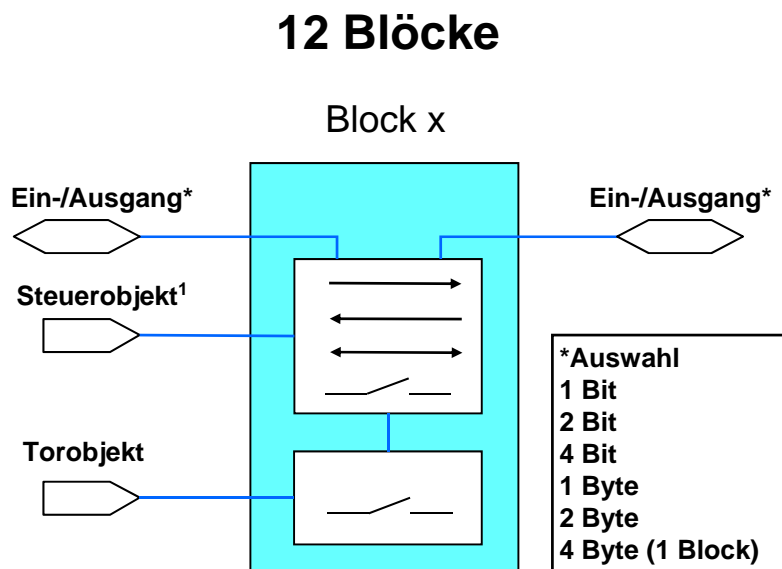 12 Blöcke
Block x
Ein-/Ausgang*
Ein-/Ausgang*
Steuerobjekt¹
Torobjekt
*Auswahl
1 Bit
2 Bit
4 Bit
1 Byte
2 Byte
4 Byte (1 Block)